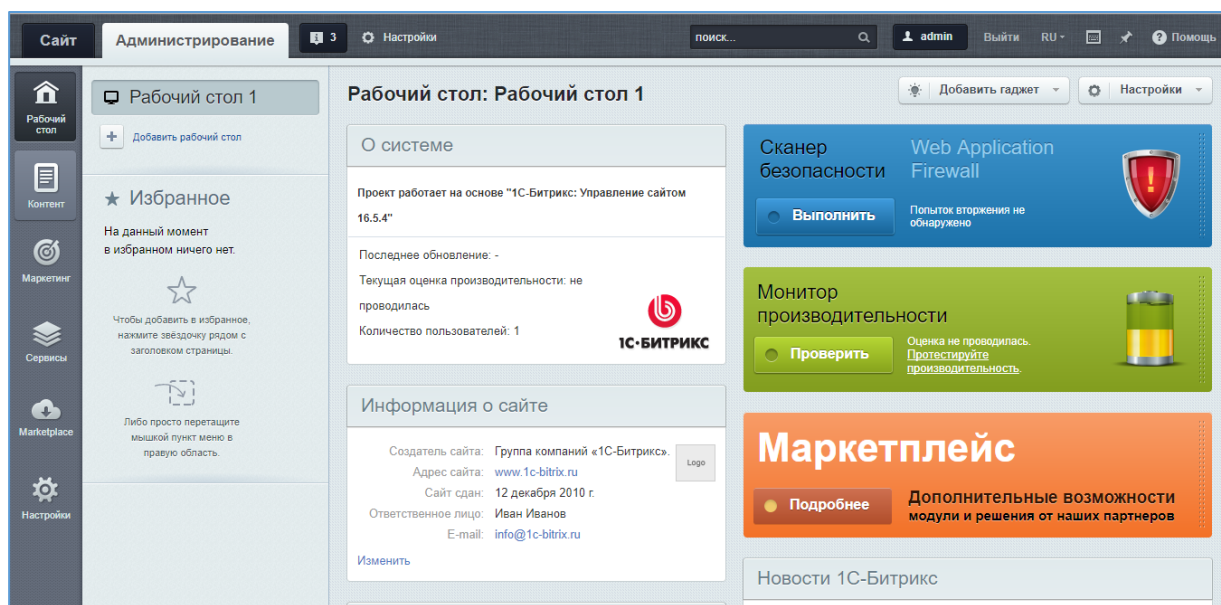 Сайт
Администрирование
3
Настройки
поиск...
admin
Выйти
RU
Помощь
Рабочий
стол
Контент
Маркетинг
Сервисы
Marketplace
Настройки
Рабочий стол 1
Добавить рабочий стол
Избранное
На данный момент
в избранном ничего нет.
Чтобы добавить в избранное,
нажмите звёздочку рядом с
заголовком страницы.
Либо просто перетащите
мышкой пункт меню в
правую область.
Рабочий стол: Рабочий стол 1
Добавить гаджет
Настройки
О системе
Проект работает на основе "1С-Битрикс: Управление сайтом
16.5.4"
Последнее обновление: -
Текущая оценка производительности: не
проводилась
Количество пользователей: 1
1С·БИТРИКС
Информация о сайте
Создатель сайта: Группа компаний «1С-Битрикс».
Адрес сайта: www.1c-bitrix.ru
Сайт сдан: 12 декабря 2010 г.
Ответственное лицо: Иван Иванов
E-mail: info@1c-bitrix.ru
Logo
Изменить
Сканер
безопасности
Выполнить
Web Application
Firewall
Попыток вторжения не
обнаружено
Монитор
производительности
Проверить
Оценка не проводилась.
Протестируйте
производительность.
Маркетплейс
Подробнее
Дополнительные возможности
модули и решения от наших партнеров
Новости 1С-Битрикс